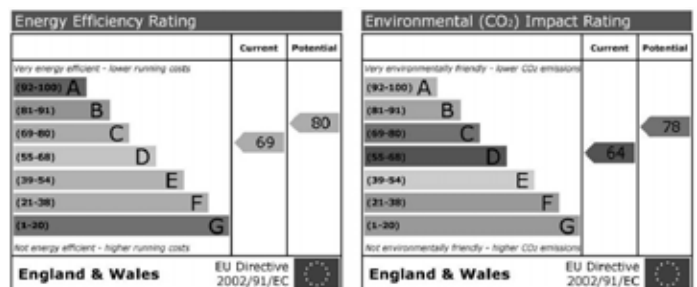 Energy Efficiency Rating
Current Potential
Very energy efficient - lower running costs
(92-100) A
(81-91) B
(69-80) C
(55-68) D
(39-54) E
(21-38) F
(1-20) G
69
80
Not energy efficient - higher running costs
England & Wales
EU Directive
2002/91/EC
Environmental (CO₂) Impact Rating
Current Potential
Very environmentally friendly - lower CO₂ emissions
(92-100) A
(81-91) B
(69-80) C
(55-68) D
(39-54) E
(21-38) F
(1-20) G
64
78
Not environmentally friendly - higher CO₂ emissions
England & Wales
EU Directive
2002/91/EC